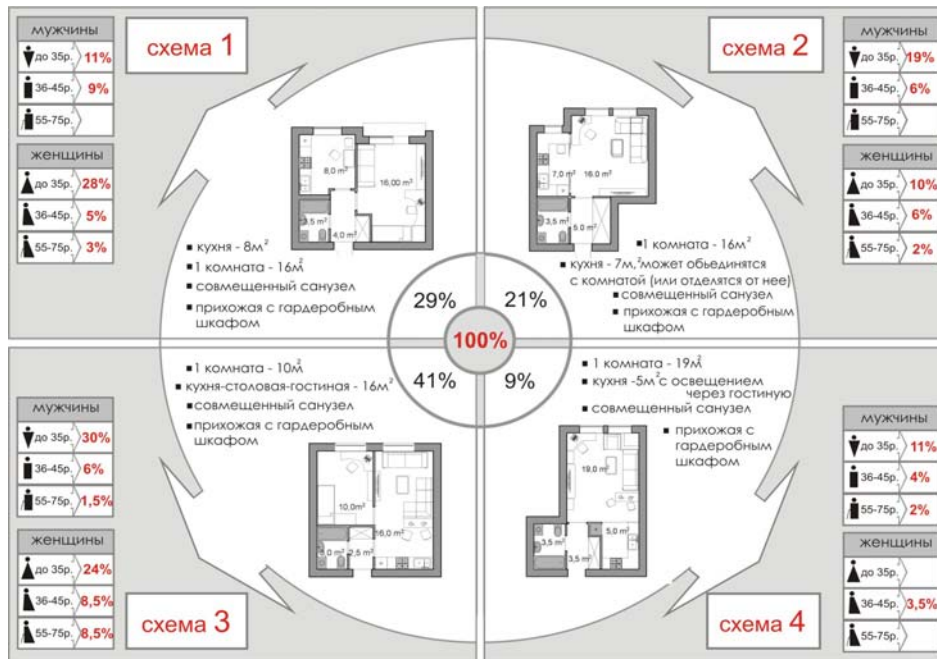 мужчины
до 35р. 11%
36-45р. 9%
55-75р.
женщины
до 35р. 28%
36-45р. 5%
55-75р. 3%
схема 1
8,0 m²
16,00 m²
3,5 m²
4,0 m²
кухня - 8м²
1 комната - 16м²
совмещенный санузел
прихожая с гардеробным
шкафом
29%
схема 2
мужчины
до 35р. 19%
36-45р. 6%
55-75р.
женщины
до 35р. 10%
36-45р. 6%
55-75р. 2%
7,0 m²
16.0 m²
3,5 m²
5.0 m²
1 комната - 16м²
кухня - 7м,² может объединятся
с комнатой (или отделятся от нее)
совмещенный санузел
прихожая с гардеробным
шкафом
21%
100%
41%
9%
1 комната - 10м²
кухня-столовая-гостиная - 16м²
совмещенный санузел
прихожая с гардеробным
шкафом
мужчины
до 35р. 30%
36-45р. 6%
55-75р. 1,5%
женщины
до 35р. 24%
36-45р. 8,5%
55-75р. 8,5%
10,0м²
16,0 m²
2,5 m²
схема 3
1 комната - 19м²
кухня -5м² с освещением
через гостиную
совмещенный санузел
прихожая с
гардеробным
шкафом
19,0 m²
5,0 m²
3,5 m²
3,5 m²
мужчины
до 35р. 11%
36-45р. 4%
55-75р. 2%
женщины
до 35р.
36-45р. 3,5%
55-75р.
схема 4